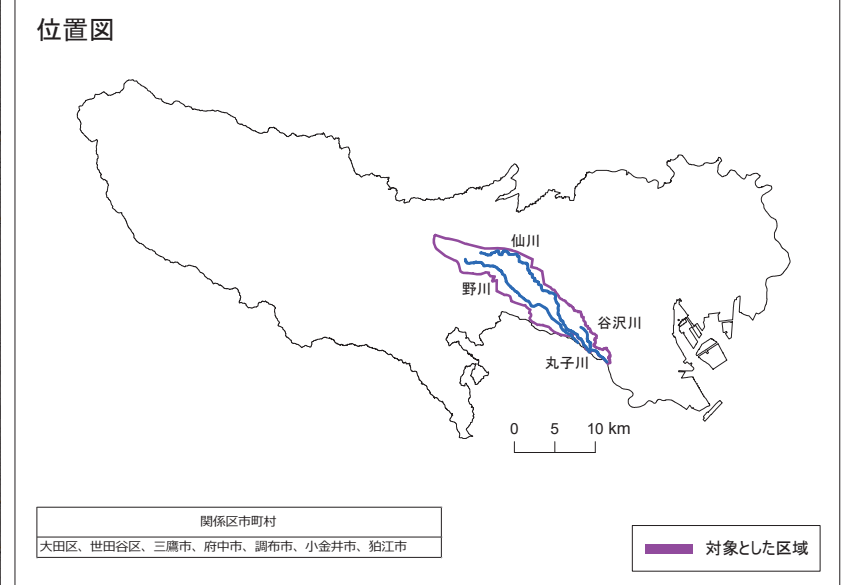 位置図
仙川
野川
谷沢川
丸子川
0 5 10 km
関係区市町村
大田区、世田谷区、三鷹市、府中市、調布市、小金井市、狛江市
対象とした区域